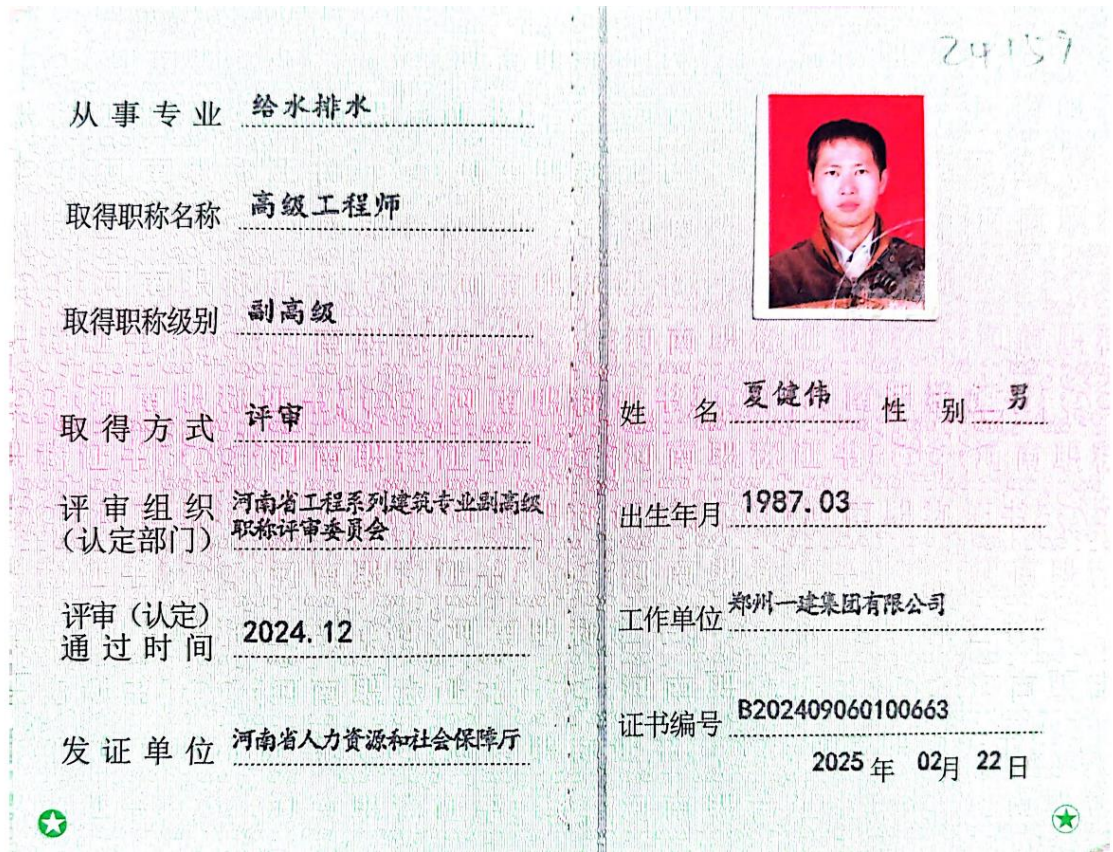 从事专业 给水排水
取得职称名称 高级工程师
取得职称级别 副高级
取得方式 评审
评审组织 河南省工程系列建筑专业副高级
（认定部门） 职称评审委员会
评审（认定）
通过时间 2024.12
发证单位 河南省人力资源和社会保障厅
24159
姓名 夏健伟 性别 男
出生年月 1987.03
工作单位 郑州一建集团有限公司
证书编号 B202409060100663
2025年 02月 22日